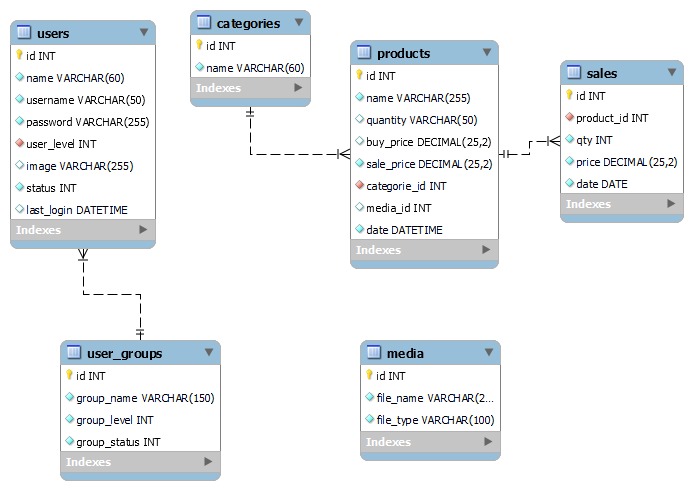 users
id INT
name VARCHAR(60)
username VARCHAR(50)
password VARCHAR(255)
user_level INT
image VARCHAR(255)
status INT
last_login DATETIME
Indexes
categories
id INT
name VARCHAR(60)
Indexes
products
id INT
name VARCHAR(255)
quantity VARCHAR(50)
buy_price DECIMAL(25,2)
sale_price DECIMAL(25,2)
categorie_id INT
media_id INT
date DATETIME
Indexes
sales
id INT
product_id INT
qty INT
price DECIMAL(25,2)
date DATE
Indexes
user_groups
id INT
group_name VARCHAR(150)
group_level INT
group_status INT
Indexes
media
id INT
file_name VARCHAR(2...
file_type VARCHAR(100)
Indexes